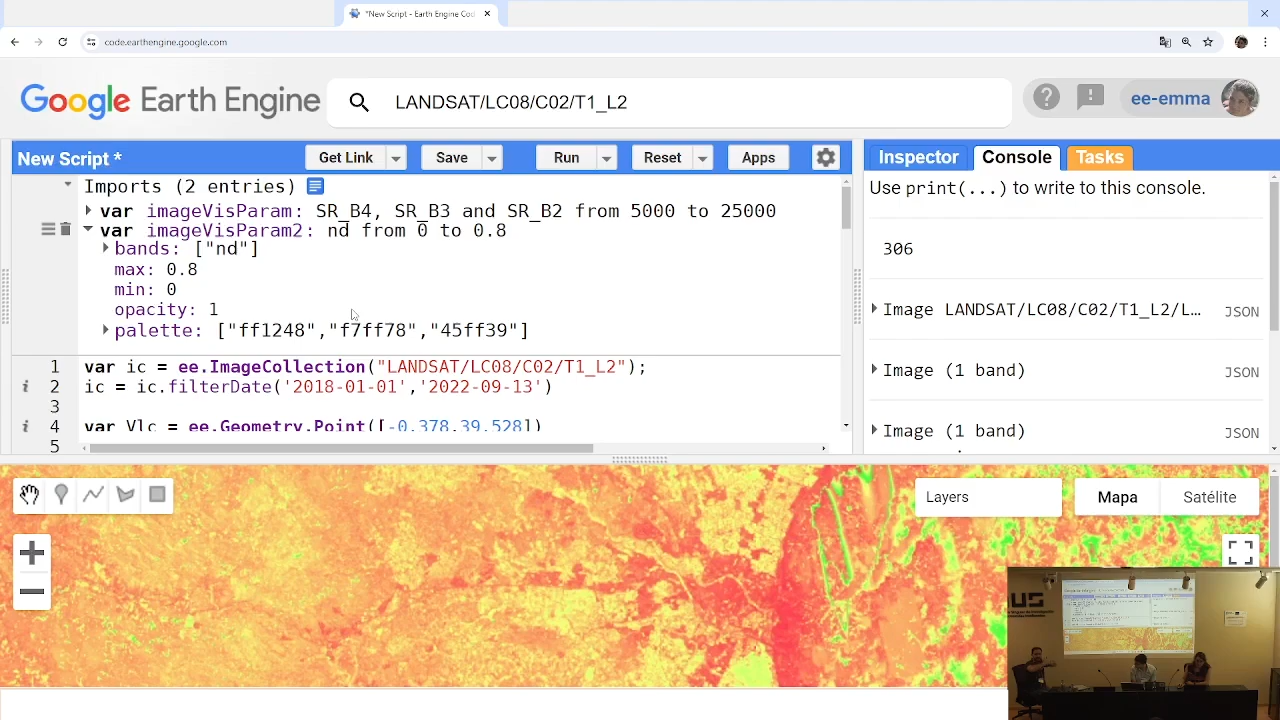 *New Script - Earth Engine Cod
code.earthengine.google.com
Google Earth Engine
LANDSAT/LC08/C02/T1_L2
ee-emma
New Script *
Get Link
Save
Run
Reset
Apps
Inspector
Console
Tasks
Imports (2 entries)
var imageVisParam: SR_B4, SR_B3 and SR_B2 from 5000 to 25000
var imageVisParam2: nd from 0 to 0.8
bands: ["nd"]
max: 0.8
min: 0
opacity: 1
palette: ["ff1248","f7ff78","45ff39"]
1 var ic = ee.ImageCollection("LANDSAT/LC08/C02/T1_L2");
i 2 ic = ic.filterDate('2018-01-01','2022-09-13')
3
i 4 var Vlc = ee.Geometry.Point([-0.378,39.528])
5
Use print(...) to write to this console.
306
Image LANDSAT/LC08/C02/T1_L2/L… JSON
Image (1 band) JSON
Image (1 band) JSON
Layers
Mapa
Satélite